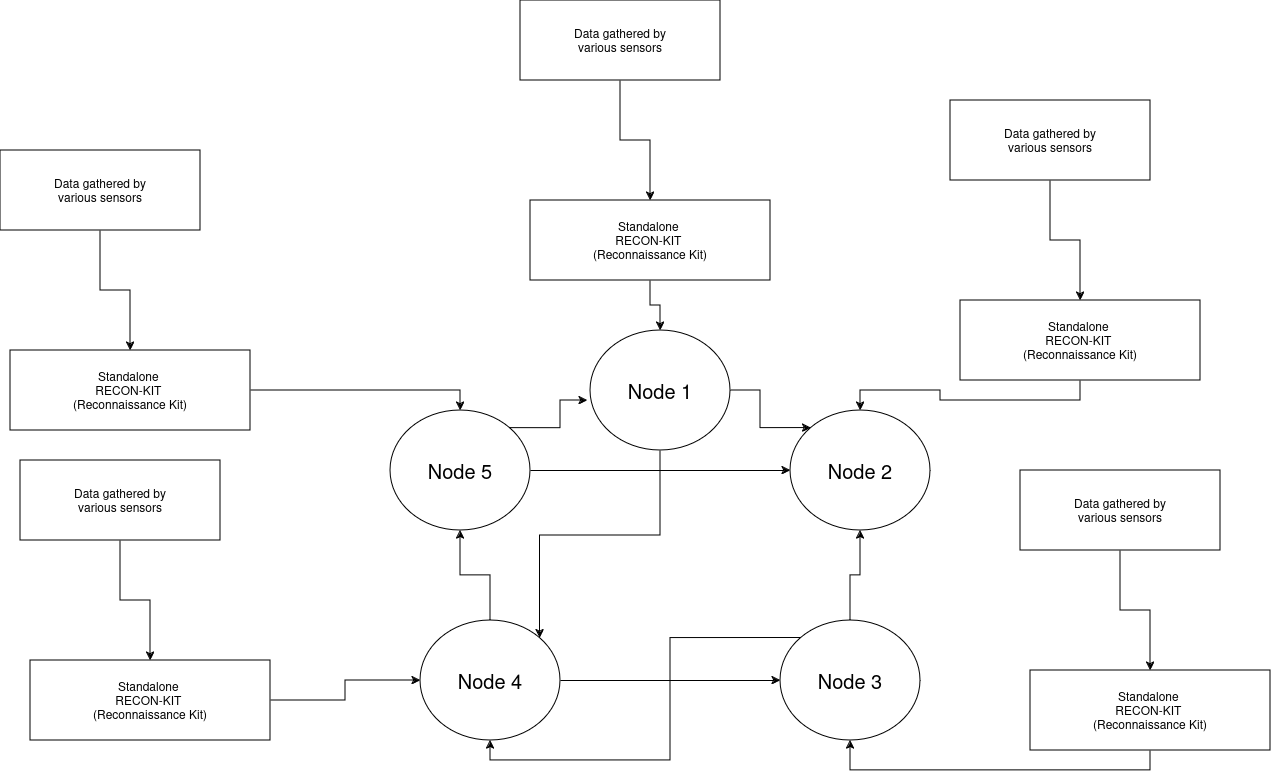 Data gathered by
various sensors
Data gathered by
various sensors
Data gathered by
various sensors
Standalone
RECON-KIT
(Reconnaissance Kit)
Standalone
RECON-KIT
(Reconnaissance Kit)
Standalone
RECON-KIT
(Reconnaissance Kit)
Node 1
Node 5
Node 2
Data gathered by
various sensors
Data gathered by
various sensors
Node 4
Node 3
Standalone
RECON-KIT
(Reconnaissance Kit)
Standalone
RECON-KIT
(Reconnaissance Kit)